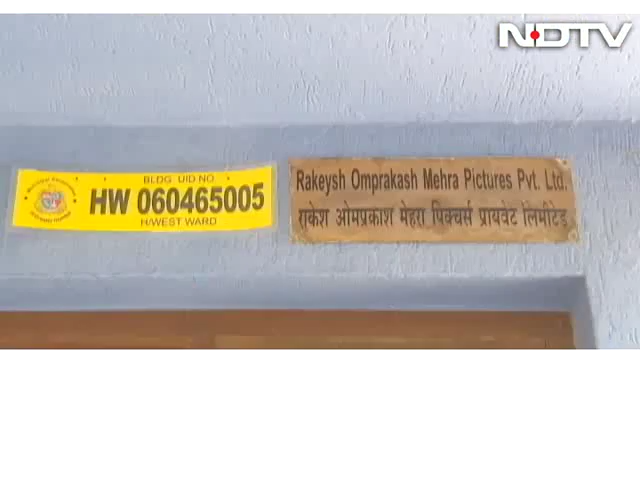 NDTV
BLDG UID NO.
HW 060465005
H/WEST WARD
Rakeysh Omprakash Mehra Pictures Pvt. Ltd.
राकेश ओमप्रकाश मेहरा पिक्चर्स प्रायवेट लिमीटेड